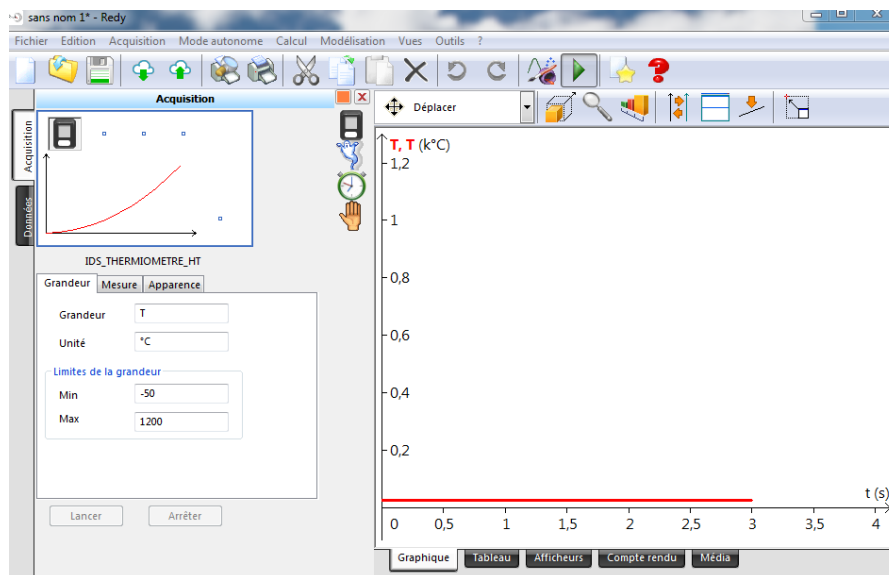 sans nom 1* - Redy
Fichier Edition Acquisition Mode autonome Calcul Modélisation Vues Outils ?
Acquisition
Déplacer
Acquisition
Données
IDS_THERMIOMETRE_HT
Grandeur Mesure Apparence
Grandeur T
Unité °C
Limites de la grandeur
Min -50
Max 1200
Lancer Arrêter
T, T (k°C)
1,2
1
0,8
0,6
0,4
0,2
t (s)
0 0,5 1 1,5 2 2,5 3 3,5 4
Graphique Tableau Afficheurs Compte rendu Média